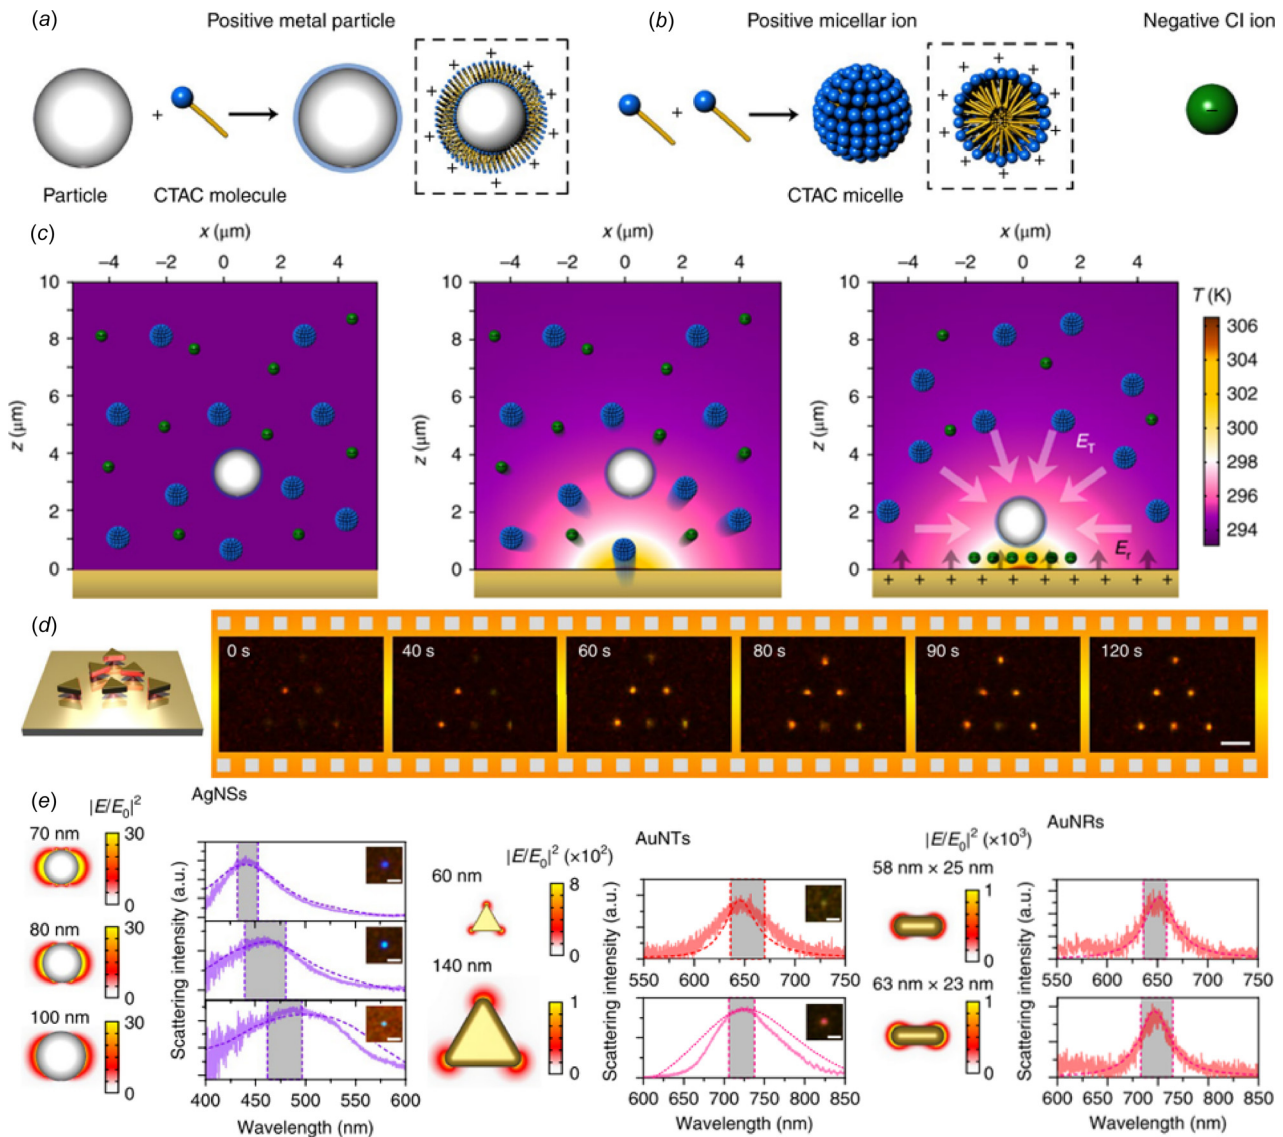 (a)
Positive metal particle
+
+ + + + + + + +
Particle
CTAC molecule
(b)
Positive micellar ion
+
+ + + + + + + +
CTAC micelle
Negative Cl ion
−
(c)
x (μm)
−4 −2 0 2 4
z (μm)
10
8
6
4
2
0
x (μm)
−4 −2 0 2 4
z (μm)
10
8
6
4
2
0
x (μm)
−4 −2 0 2 4
z (μm)
10
8
6
4
2
0
E_T
E_r
+ + + + + + + + + +
T (K)
306
304
302
300
298
296
294
(d)
0 s
40 s
60 s
80 s
90 s
120 s
(e)
|E/E₀|²
70 nm
30
0
80 nm
30
0
100 nm
30
0
AgNSs
Scattering intensity (a.u.)
400 450 500 550 600
Wavelength (nm)
|E/E₀|² (×10²)
60 nm
8
0
140 nm
1
0
AuNTs
Scattering intensity (a.u.)
550 600 650 700 750
600 650 700 750 800 850
Wavelength (nm)
|E/E₀|² (×10³)
58 nm × 25 nm
1
0
63 nm × 23 nm
1
0
AuNRs
Scattering intensity (a.u.)
550 600 650 700 750
600 650 700 750 800 850
Wavelength (nm)